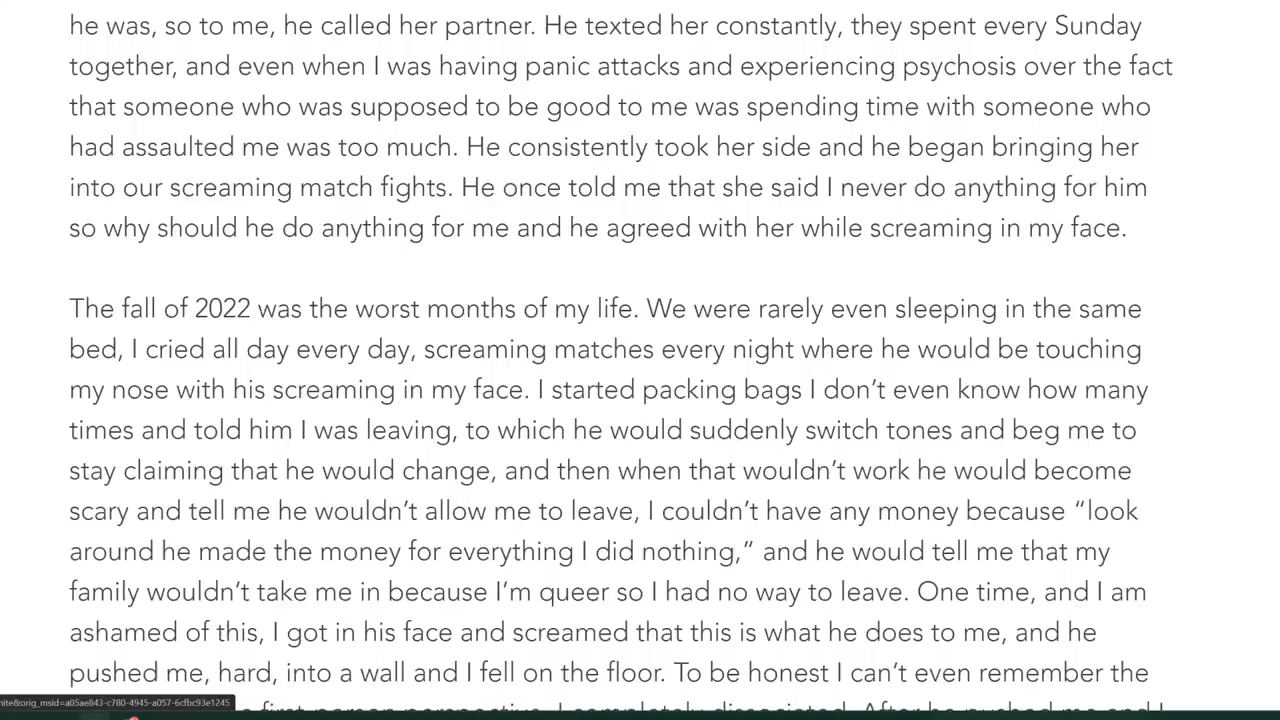 he was, so to me, he called her partner. He texted her constantly, they spent every Sunday
together, and even when I was having panic attacks and experiencing psychosis over the fact
that someone who was supposed to be good to me was spending time with someone who
had assaulted me was too much. He consistently took her side and he began bringing her
into our screaming match fights. He once told me that she said I never do anything for him
so why should he do anything for me and he agreed with her while screaming in my face.
The fall of 2022 was the worst months of my life. We were rarely even sleeping in the same
bed, I cried all day every day, screaming matches every night where he would be touching
my nose with his screaming in my face. I started packing bags I don’t even know how many
times and told him I was leaving, to which he would suddenly switch tones and beg me to
stay claiming that he would change, and then when that wouldn’t work he would become
scary and tell me he wouldn’t allow me to leave, I couldn’t have any money because “look
around he made the money for everything I did nothing,” and he would tell me that my
family wouldn’t take me in because I’m queer so I had no way to leave. One time, and I am
ashamed of this, I got in his face and screamed that this is what he does to me, and he
pushed me, hard, into a wall and I fell on the floor. To be honest I can’t even remember the
nite&orig_msid=a05ae843-c780-4945-a057-6cfbc93e1245